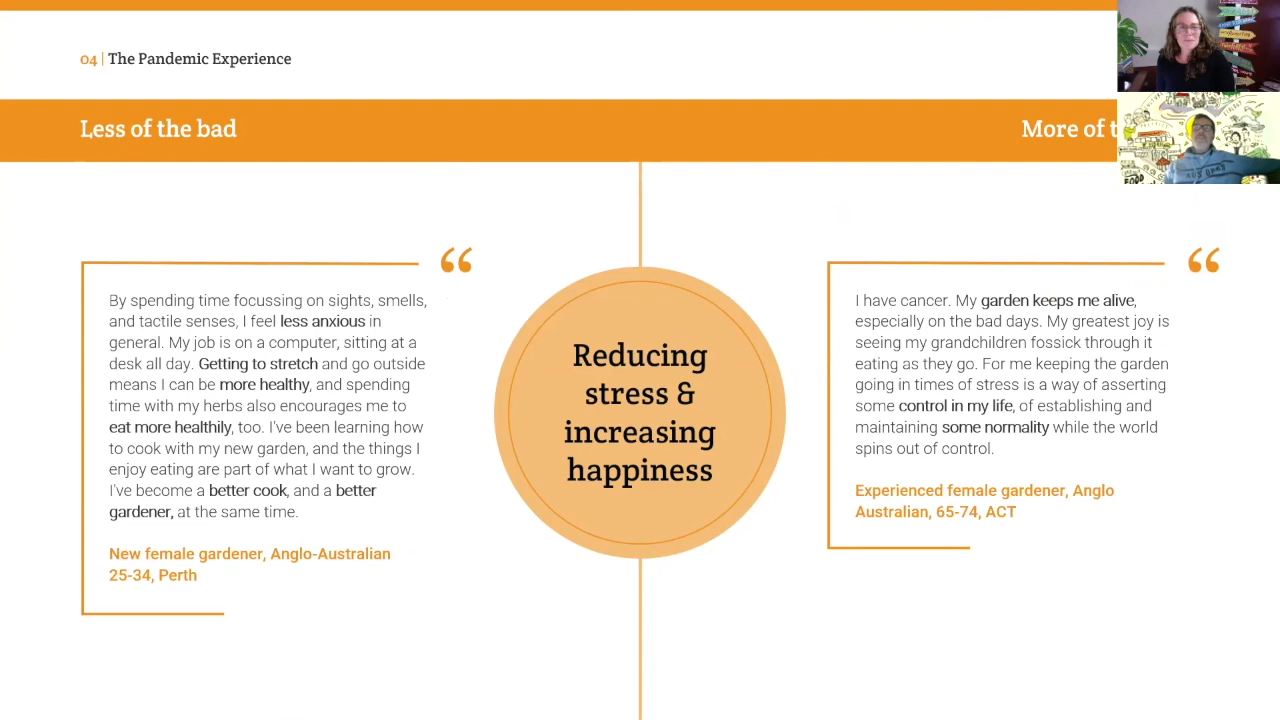 04 | The Pandemic Experience
Less of the bad
More of t
By spending time focussing on sights, smells,
and tactile senses, I feel less anxious in
general. My job is on a computer, sitting at a
desk all day. Getting to stretch and go outside
means I can be more healthy, and spending
time with my herbs also encourages me to
eat more healthily, too. I've been learning how
to cook with my new garden, and the things I
enjoy eating are part of what I want to grow.
I've become a better cook, and a better
gardener, at the same time.
New female gardener, Anglo-Australian
25-34, Perth
Reducing
stress &
increasing
happiness
“
I have cancer. My garden keeps me alive,
especially on the bad days. My greatest joy is
seeing my grandchildren fossick through it
eating as they go. For me keeping the garden
going in times of stress is a way of asserting
some control in my life, of establishing and
maintaining some normality while the world
spins out of control.
Experienced female gardener, Anglo
Australian, 65-74, ACT
FOOD